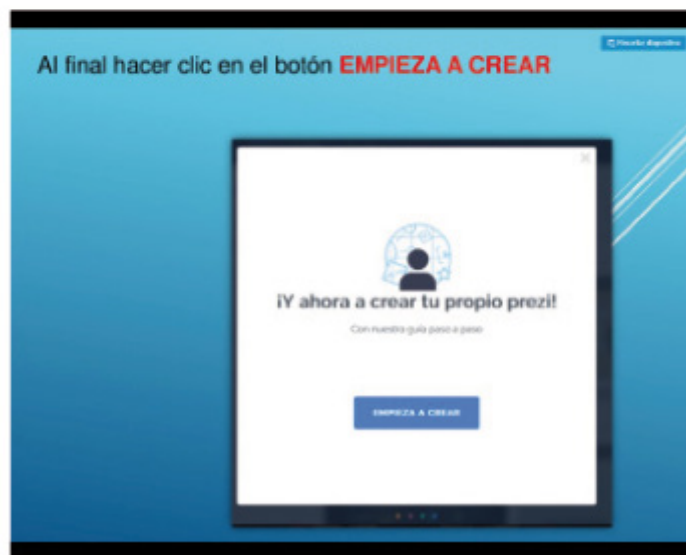 Al final hacer clic en el botón EMPIEZA A CREAR
¡Y ahora a crear tu propio prezi!
Con nuestra guía paso a paso
EMPIEZA A CREAR